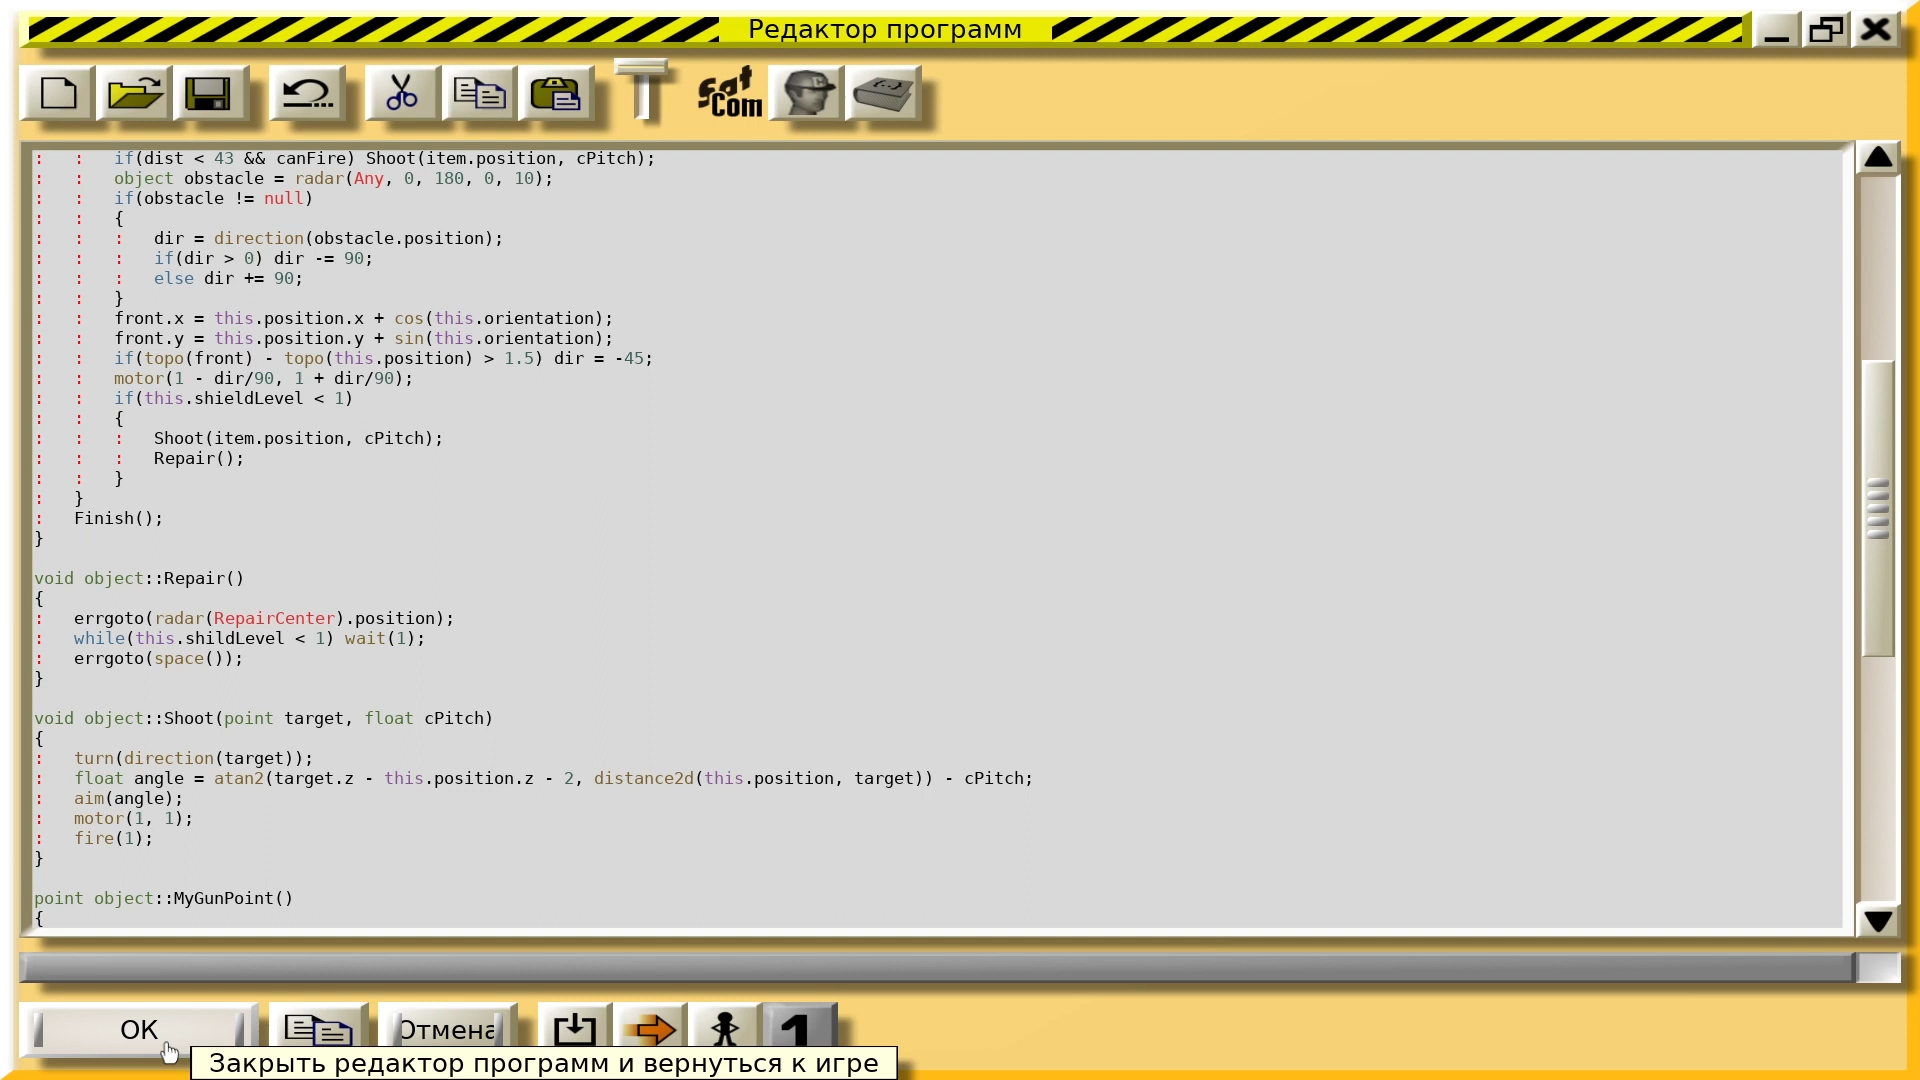 Редактор программ
Sat
Com
: : if(dist < 43 && canFire) Shoot(item.position, cPitch);
: : object obstacle = radar(Any, 0, 180, 0, 10);
: : if(obstacle != null)
: : {
: : : dir = direction(obstacle.position);
: : : if(dir > 0) dir -= 90;
: : : else dir += 90;
: : }
: : front.x = this.position.x + cos(this.orientation);
: : front.y = this.position.y + sin(this.orientation);
: : if(topo(front) - topo(this.position) > 1.5) dir = -45;
: : motor(1 - dir/90, 1 + dir/90);
: : if(this.shieldLevel < 1)
: : {
: : : Shoot(item.position, cPitch);
: : : Repair();
: : }
: }
: Finish();
}
void object::Repair()
{
: errgoto(radar(RepairCenter).position);
: while(this.shildLevel < 1) wait(1);
: errgoto(space());
}
void object::Shoot(point target, float cPitch)
{
: turn(direction(target));
: float angle = atan2(target.z - this.position.z - 2, distance2d(this.position, target)) - cPitch;
: aim(angle);
: motor(1, 1);
: fire(1);
}
point object::MyGunPoint()
{
ОК
Отмена
1
Закрыть редактор программ и вернуться к игре